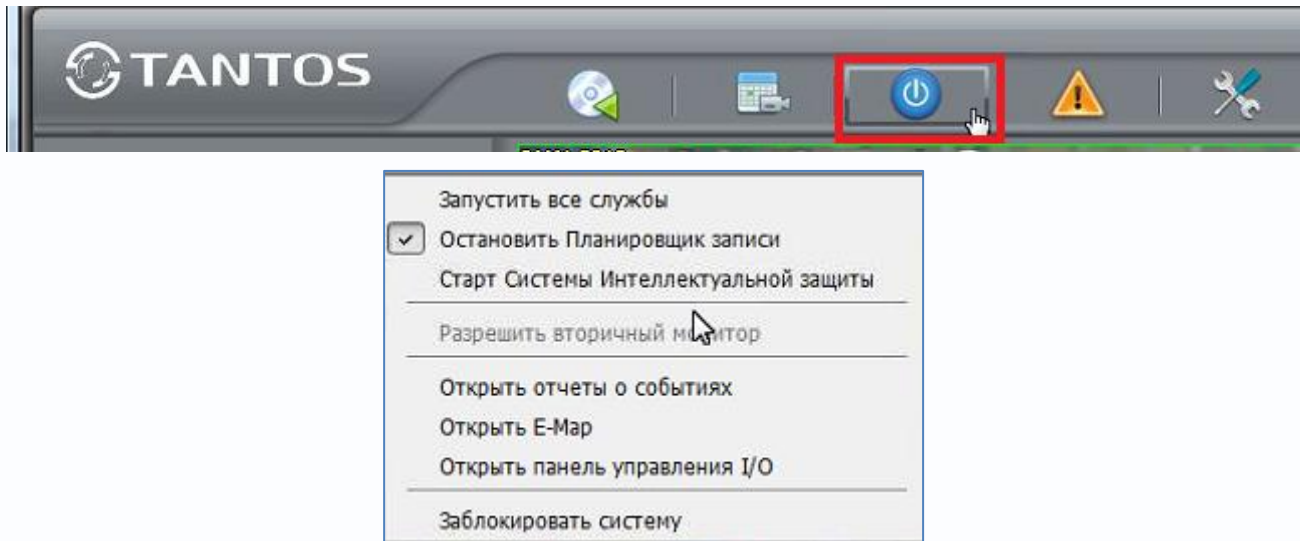 TANTOS
Запустить все службы
Остановить Планировщик записи
Старт Системы Интеллектуальной защиты
Разрешить вторичный монитор
Открыть отчеты о событиях
Открыть E-Map
Открыть панель управления I/O
Заблокировать систему